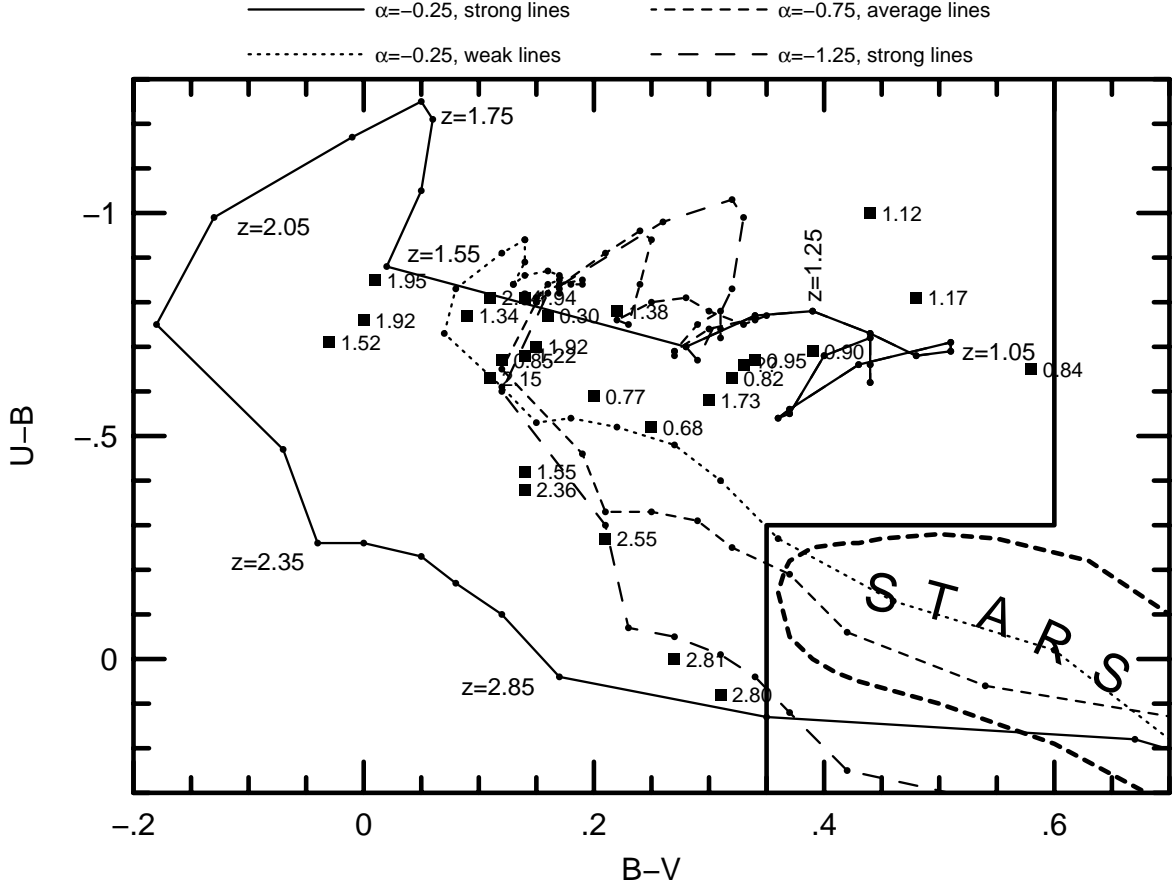 α=−0.25, strong lines
α=−0.75, average lines
α=−0.25, weak lines
α=−1.25, strong lines
z=1.75
−1
z=2.05
1.12
z=1.55
z=1.25
1.95
.94
1.17
1.34
0.30
1.38
1.92
1.52
1.92
.22
0.85
0.95
0.90
z=1.05
0.84
.15
0.82
0.77
1.73
U−B
−.5
0.68
1.55
2.36
2.55
z=2.35
STARS
0
2.81
z=2.85
2.80
−.2
0
.2
.4
.6
B−V